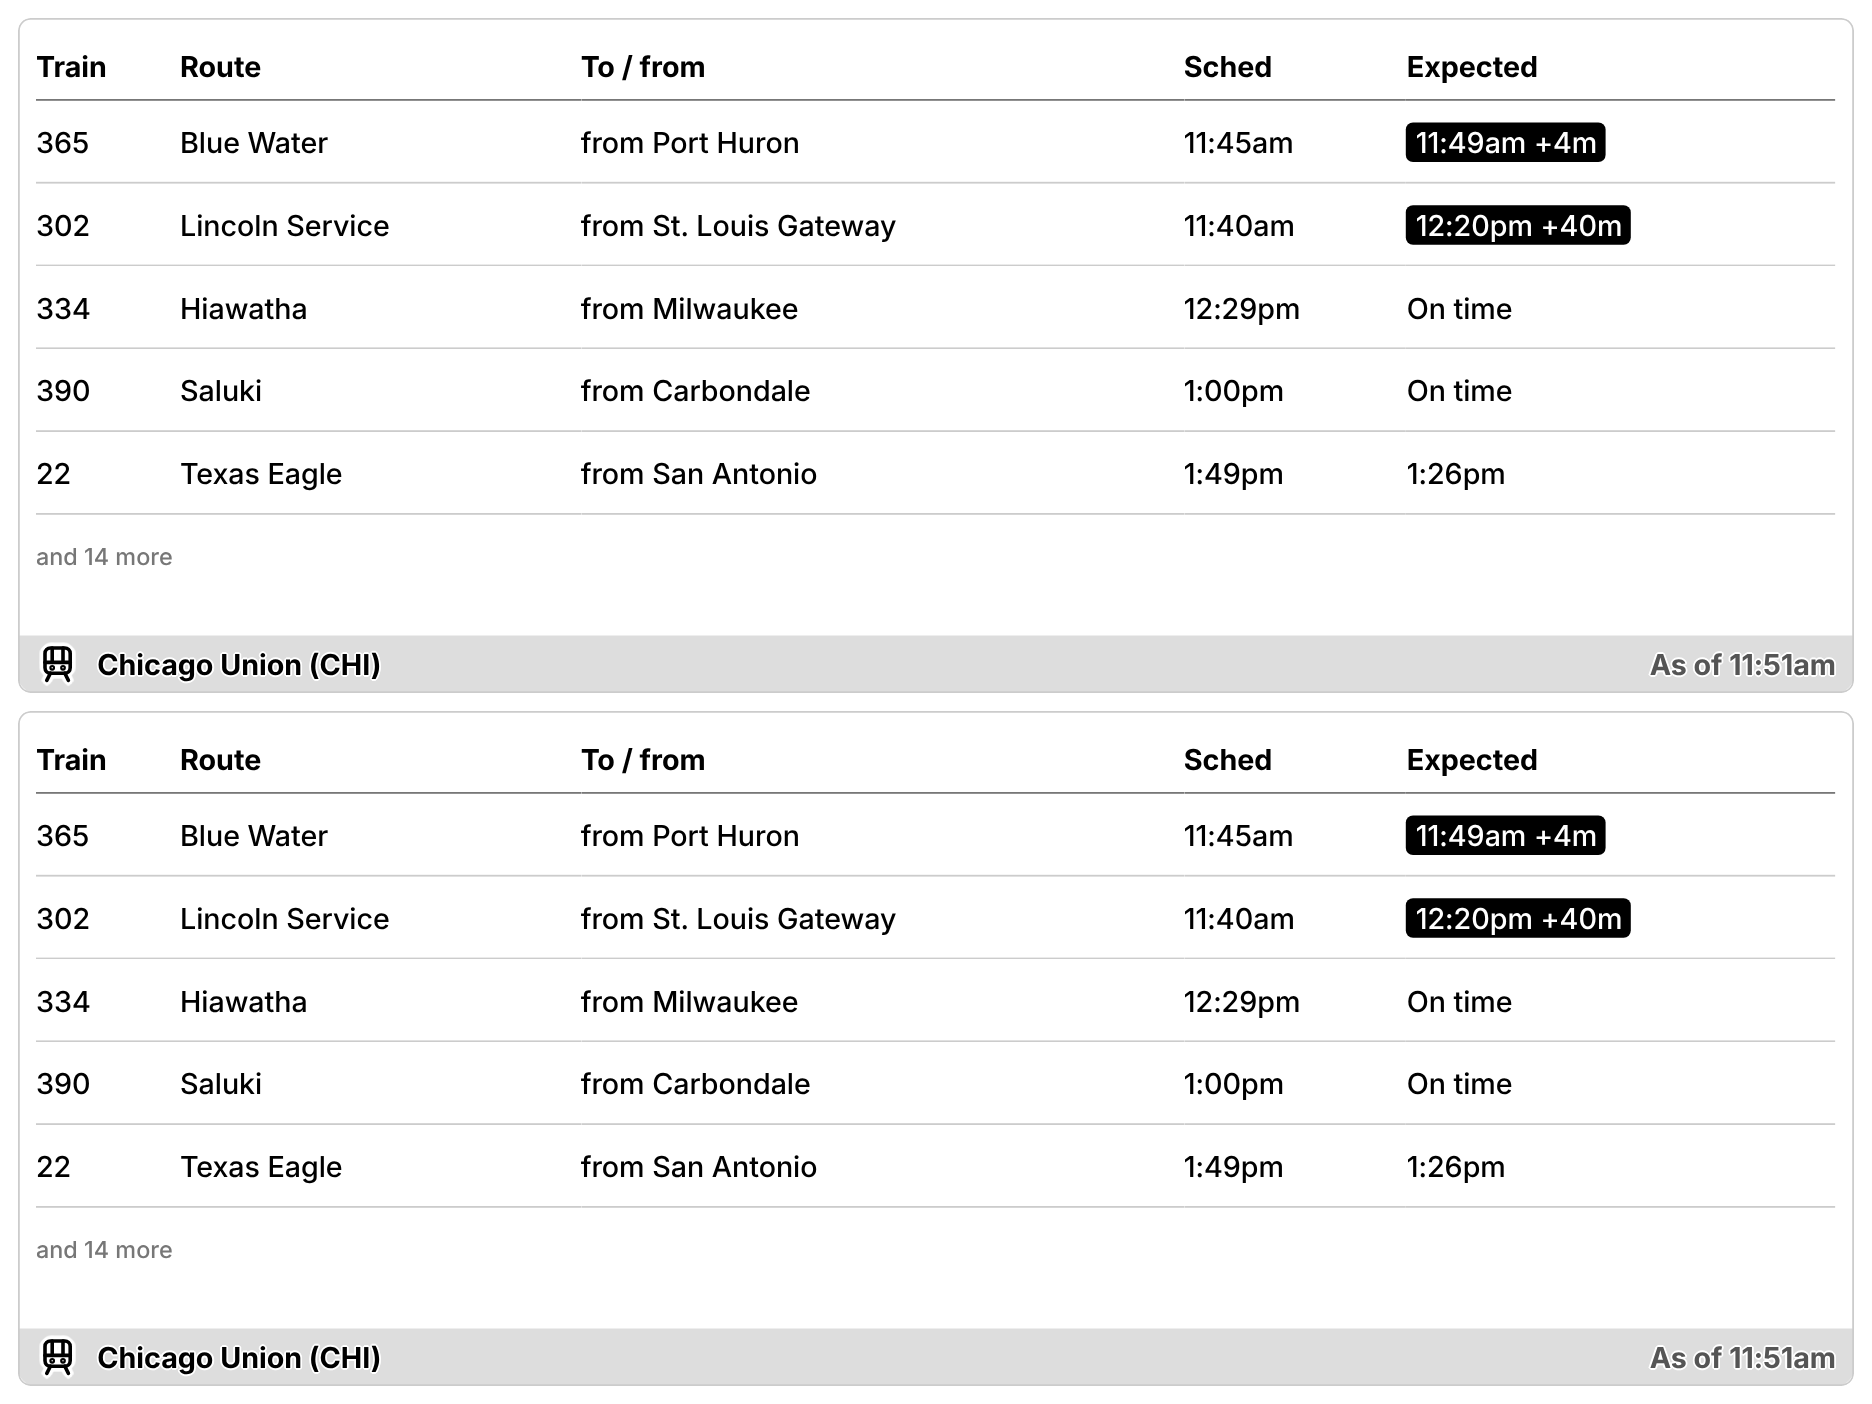 Train Route To / from Sched Expected
365 Blue Water from Port Huron 11:45am 11:49am +4m
302 Lincoln Service from St. Louis Gateway 11:40am 12:20pm +40m
334 Hiawatha from Milwaukee 12:29pm On time
390 Saluki from Carbondale 1:00pm On time
22 Texas Eagle from San Antonio 1:49pm 1:26pm
and 14 more
Chicago Union (CHI) As of 11:51am
Train Route To / from Sched Expected
365 Blue Water from Port Huron 11:45am 11:49am +4m
302 Lincoln Service from St. Louis Gateway 11:40am 12:20pm +40m
334 Hiawatha from Milwaukee 12:29pm On time
390 Saluki from Carbondale 1:00pm On time
22 Texas Eagle from San Antonio 1:49pm 1:26pm
and 14 more
Chicago Union (CHI) As of 11:51am